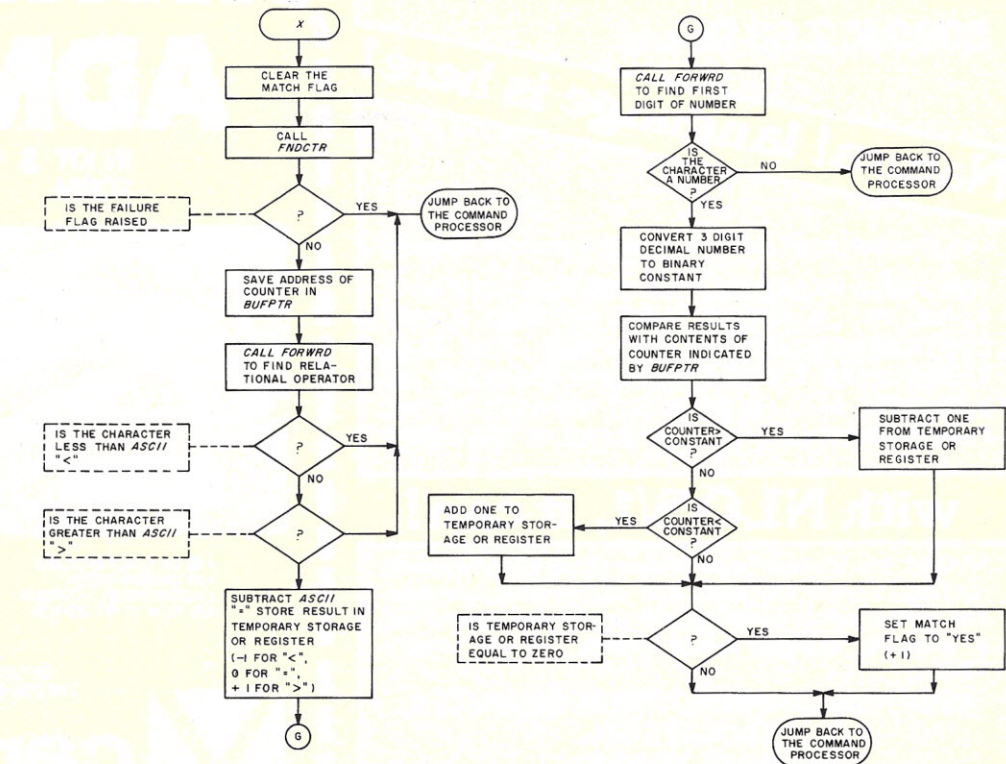 X
CLEAR THE
MATCH FLAG
CALL
FNDCTR
IS THE FAILURE
FLAG RAISED
?
YES
JUMP BACK TO
THE COMMAND
PROCESSOR
NO
SAVE ADDRESS OF
COUNTER IN
BUFPTR
CALL FORWRD
TO FIND RELA-
TIONAL OPERATOR
IS THE CHARACTER
LESS THAN ASCII
"<"
?
YES
NO
IS THE CHARACTER
GREATER THAN ASCII
">"
?
SUBTRACT ASCII
"=" STORE RESULT IN
TEMPORARY STORAGE
OR REGISTER
(-1 FOR "<",
0 FOR "=",
+ 1 FOR ">")
G
G
CALL FORWRD
TO FIND FIRST
DIGIT OF NUMBER
IS
THE
CHARACTER
A NUMBER
?
NO
JUMP BACK TO
THE COMMAND
PROCESSOR
YES
CONVERT 3 DIGIT
DECIMAL NUMBER
TO BINARY
CONSTANT
COMPARE RESULTS
WITH CONTENTS OF
COUNTER INDICATED
BY BUFPTR
IS
COUNTER>
CONSTANT
?
YES
SUBTRACT ONE
FROM TEMPORARY
STORAGE OR
REGISTER
NO
IS
COUNTER<
CONSTANT
?
YES
ADD ONE TO
TEMPORARY STOR-
AGE OR REGISTER
NO
IS TEMPORARY STOR-
AGE OR REGISTER
EQUAL TO ZERO
?
YES
SET MATCH
FLAG TO "YES"
(+1)
NO
JUMP BACK TO
THE COMMAND
PROCESSOR